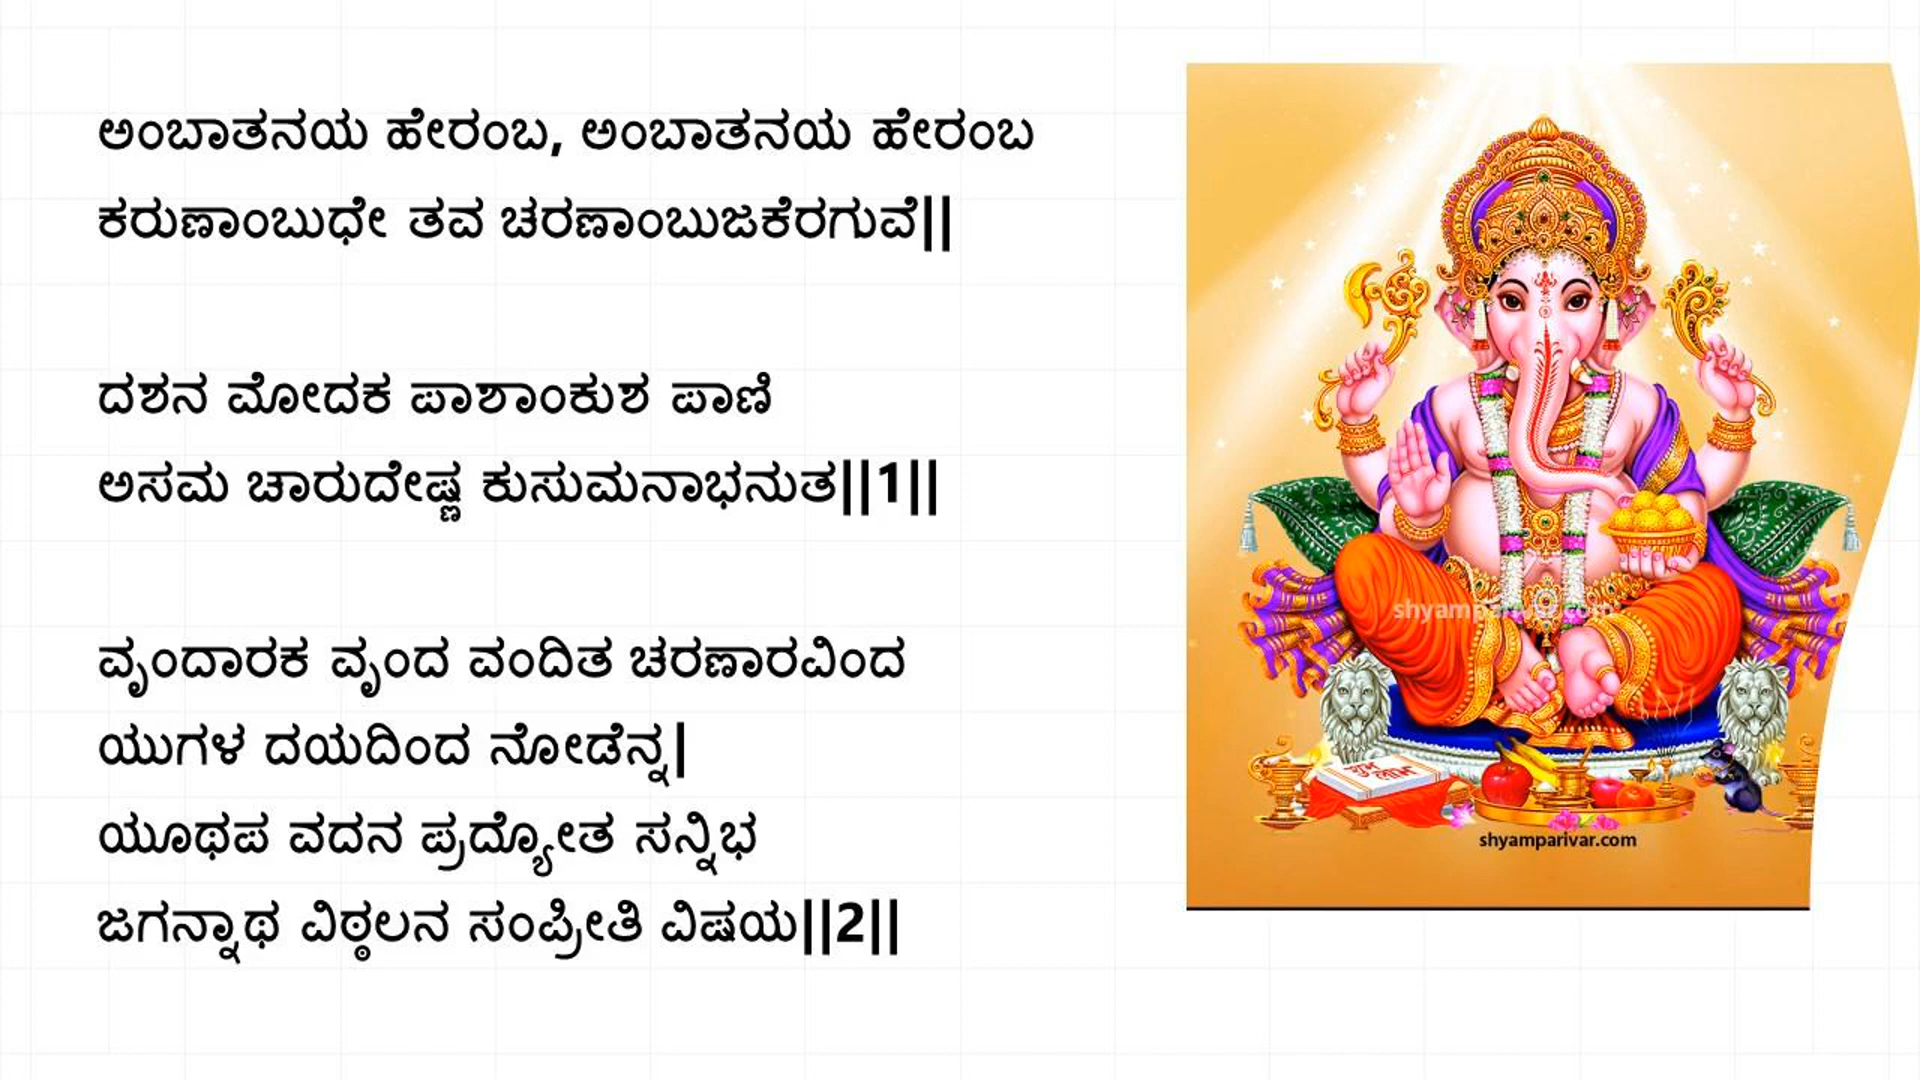 ಅಂಬಾತನಯ ಹೇರಂಬ, ಅಂಬಾತನಯ ಹೇರಂಬ
ಕರುಣಾಂಬುಧೇ ತವ ಚರಣಾಂಬುಜಕೆರಗುವೆ||
ದಶನ ಮೋದಕ ಪಾಶಾಂಕುಶ ಪಾಣಿ
ಅಸಮ ಚಾರುದೇಷ್ಣ ಕುಸುಮನಾಭನುತ||1||
ವೃಂದಾರಕ ವೃಂದ ವಂದಿತ ಚರಣಾರವಿಂದ
ಯುಗಳ ದಯದಿಂದ ನೋಡೆನ್ನ|
ಯೂಥಪ ವದನ ಪ್ರದ್ಯೋತ ಸನ್ನಿಭ
ಜಗನ್ನಾಥ ವಿಠ್ಠಲನ ಸಂಪ್ರೀತಿ ವಿಷಯ||2||
shyamparivar.com
शुभ
लाभ
shyamparivar.com